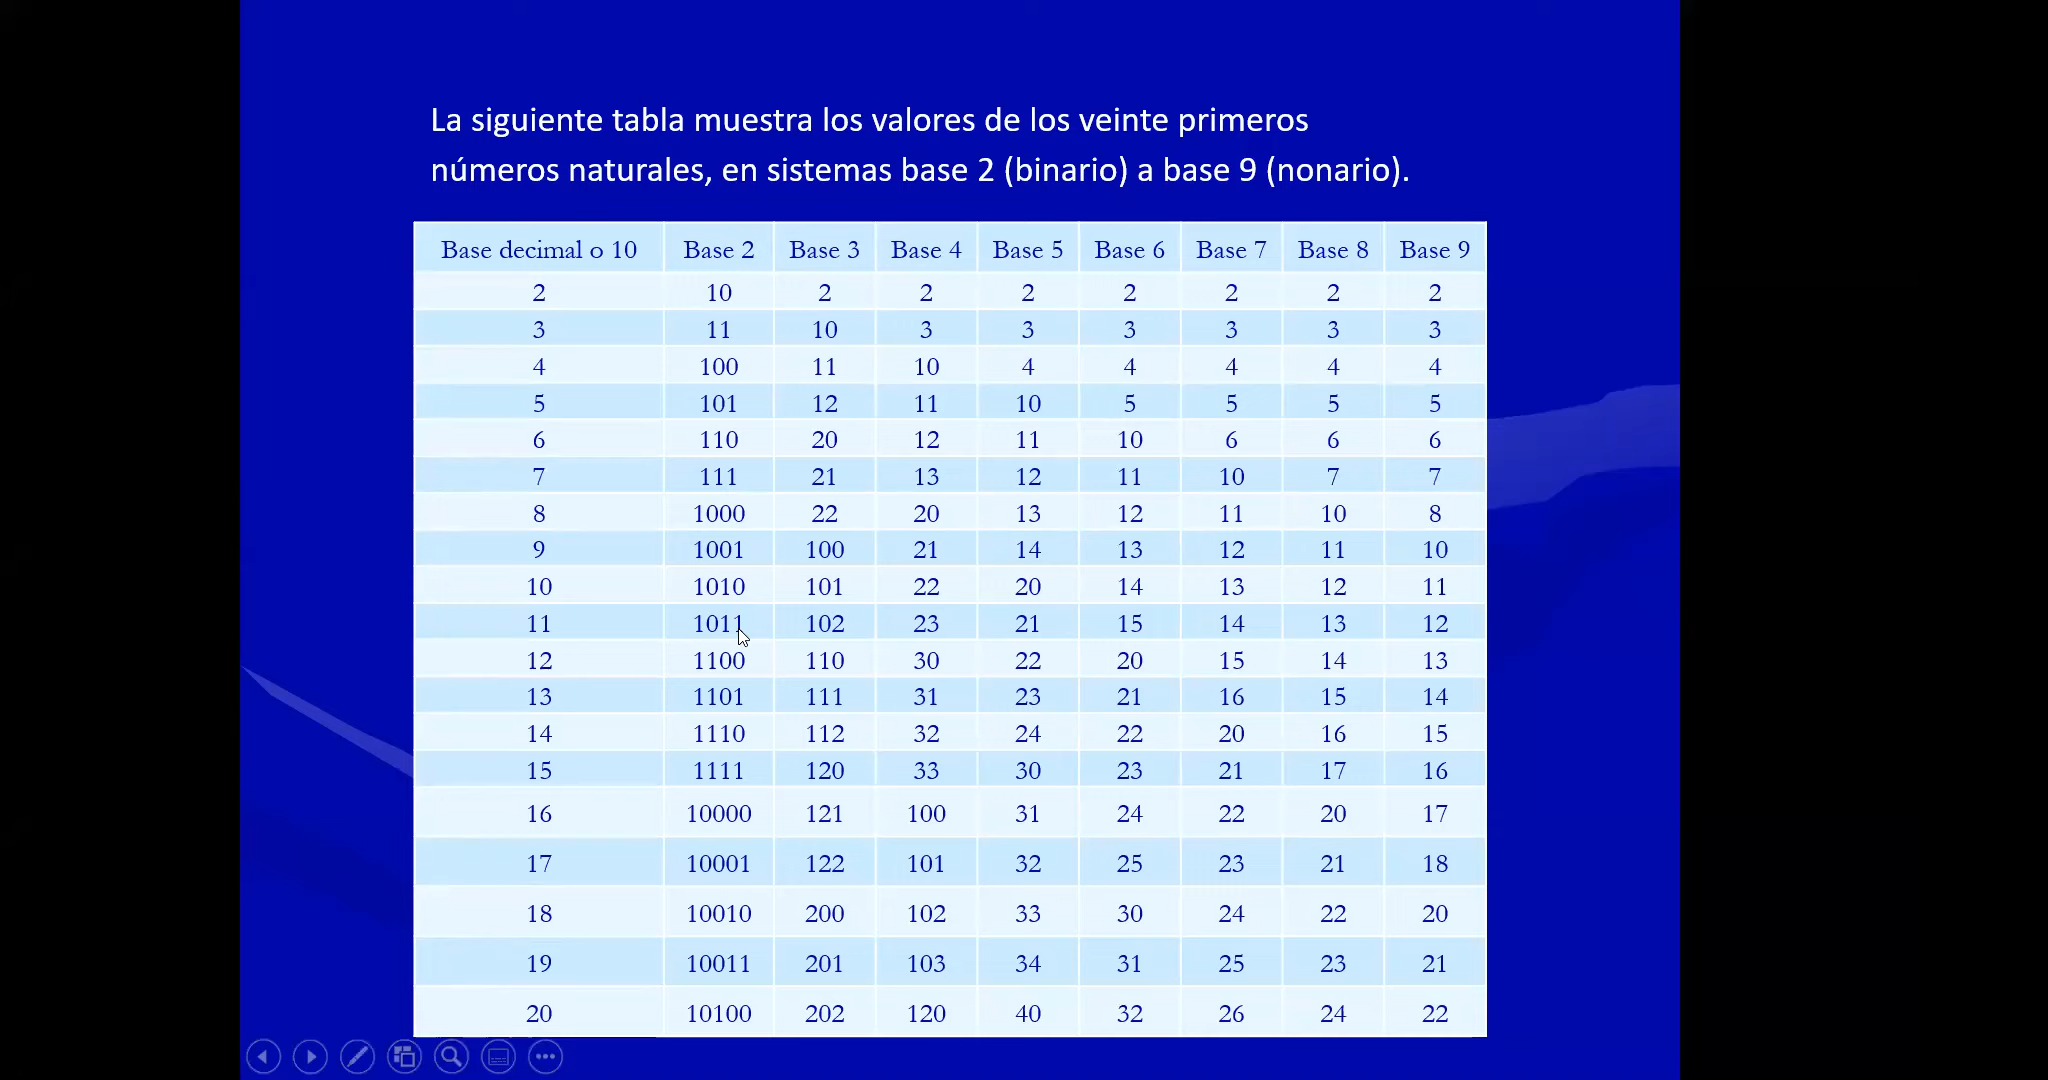 La siguiente tabla muestra los valores de los veinte primeros
números naturales, en sistemas base 2 (binario) a base 9 (nonario).
Base decimal o 10 Base 2 Base 3 Base 4 Base 5 Base 6 Base 7 Base 8 Base 9
2 10 2 2 2 2 2 2 2
3 11 10 3 3 3 3 3 3
4 100 11 10 4 4 4 4 4
5 101 12 11 10 5 5 5 5
6 110 20 12 11 10 6 6 6
7 111 21 13 12 11 10 7 7
8 1000 22 20 13 12 11 10 8
9 1001 100 21 14 13 12 11 10
10 1010 101 22 20 14 13 12 11
11 1011 102 23 21 15 14 13 12
12 1100 110 30 22 20 15 14 13
13 1101 111 31 23 21 16 15 14
14 1110 112 32 24 22 20 16 15
15 1111 120 33 30 23 21 17 16
16 10000 121 100 31 24 22 20 17
17 10001 122 101 32 25 23 21 18
18 10010 200 102 33 30 24 22 20
19 10011 201 103 34 31 25 23 21
20 10100 202 120 40 32 26 24 22